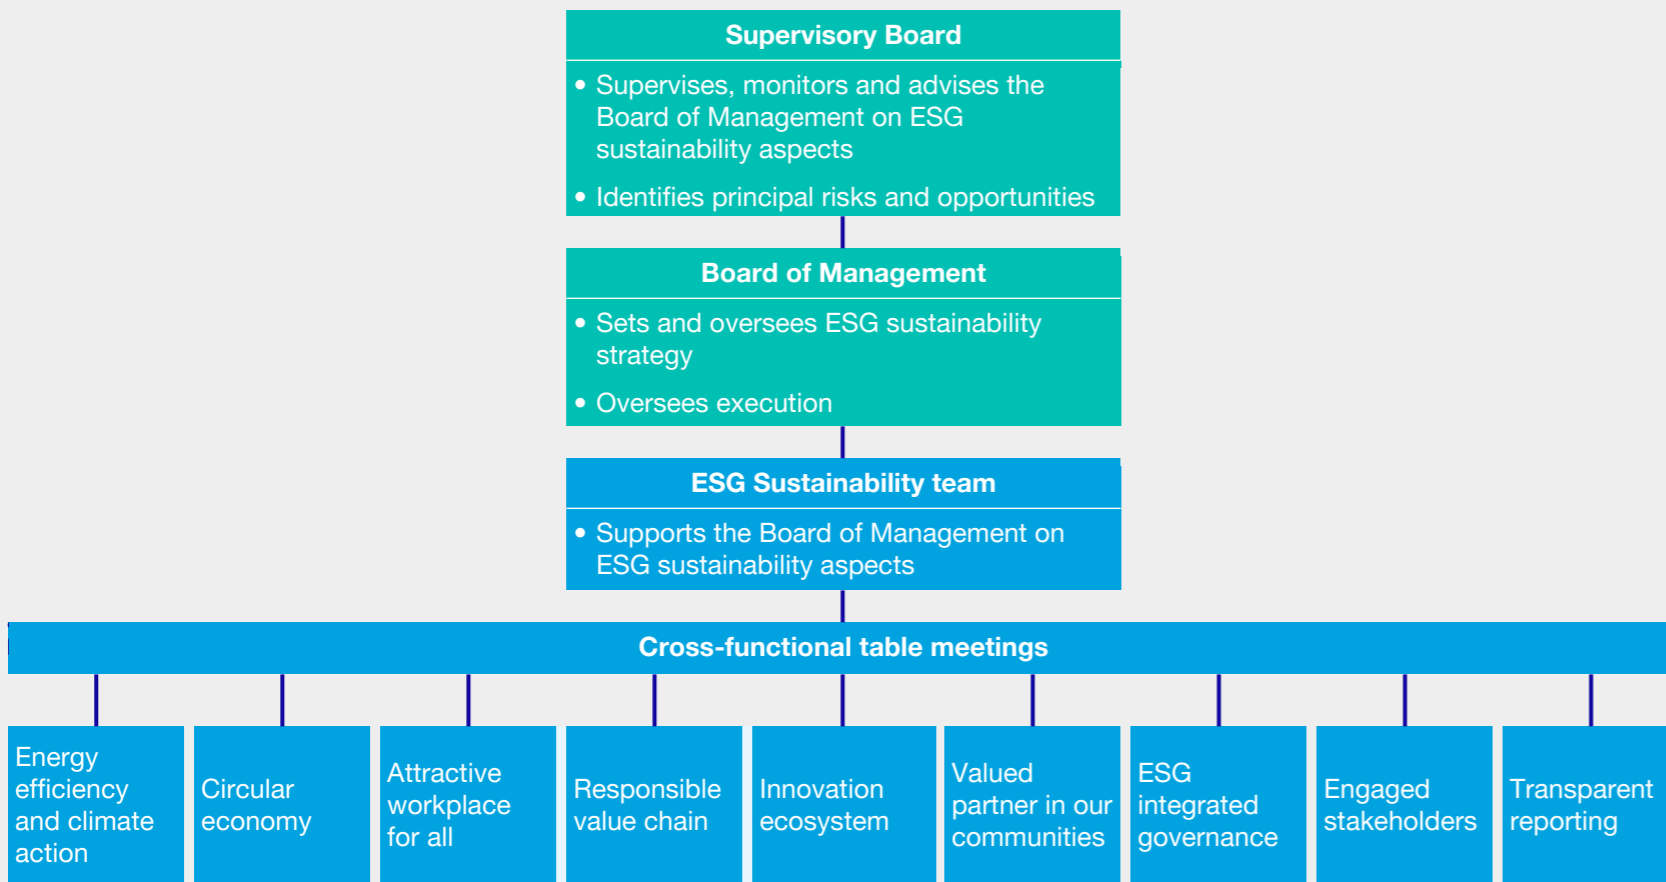 Supervisory Board
• Supervises, monitors and advises the
Board of Management on ESG
sustainability aspects
• Identifies principal risks and opportunities
Board of Management
• Sets and oversees ESG sustainability
strategy
• Oversees execution
ESG Sustainability team
• Supports the Board of Management on
ESG sustainability aspects
Cross-functional table meetings
Energy
efficiency
and climate
action
Circular
economy
Attractive
workplace
for all
Responsible
value chain
Innovation
ecosystem
Valued
partner in our
communities
ESG
integrated
governance
Engaged
stakeholders
Transparent
reporting